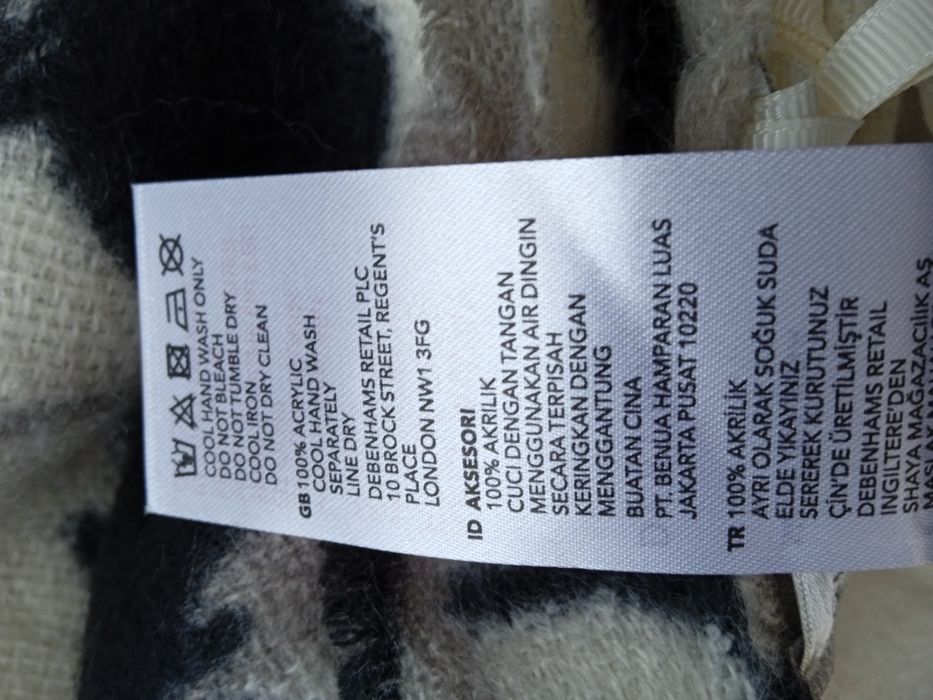 COOL HAND WASH ONLY
DO NOT BLEACH
DO NOT TUMBLE DRY
COOL IRON
DO NOT DRY CLEAN
GB 100% ACRYLIC
COOL HAND WASH
SEPARATELY
LINE DRY
DEBENHAMS RETAIL PLC
10 BROCK STREET, REGENT'S
PLACE
LONDON NW1 3FG
ID AKSESORI
100% AKRILIK
CUCI DENGAN TANGAN
MENGGUNAKAN AIR DINGIN
SECARA TERPISAH
KERINGKAN DENGAN
MENGGANTUNG
BUATAN CINA
PT. BENUA HAMPARAN LUAS
JAKARTA PUSAT 10220
TR 100% AKRİLİK
AYRI OLARAK SOĞUK SUDA
ELDE YIKAYINIZ
SEREK KURUTUNUZ
ÇİN'DE ÜRETİLMİŞTİR
DEBENHAMS RETAIL
INGILTERE'DEN
SHAYA MAĞAZACILIK AŞ
MASLAK